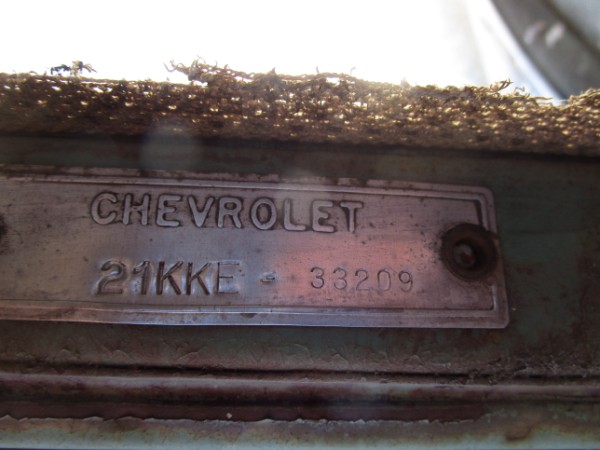 CHEVROLET
21KKE - 33209